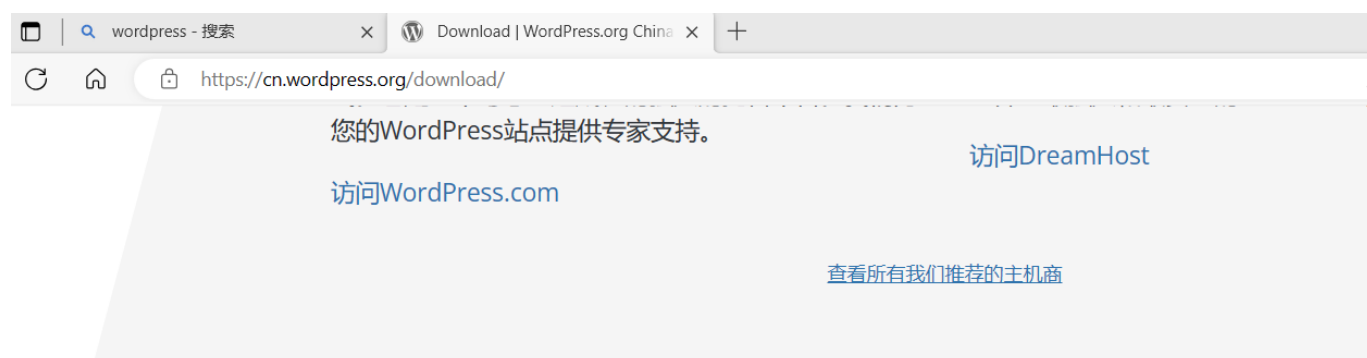 wordpress - 搜索
Download | WordPress.org China
https://cn.wordpress.org/download/
您的WordPress站点提供专家支持。
访问DreamHost
访问WordPress.com
查看所有我们推荐的主机商